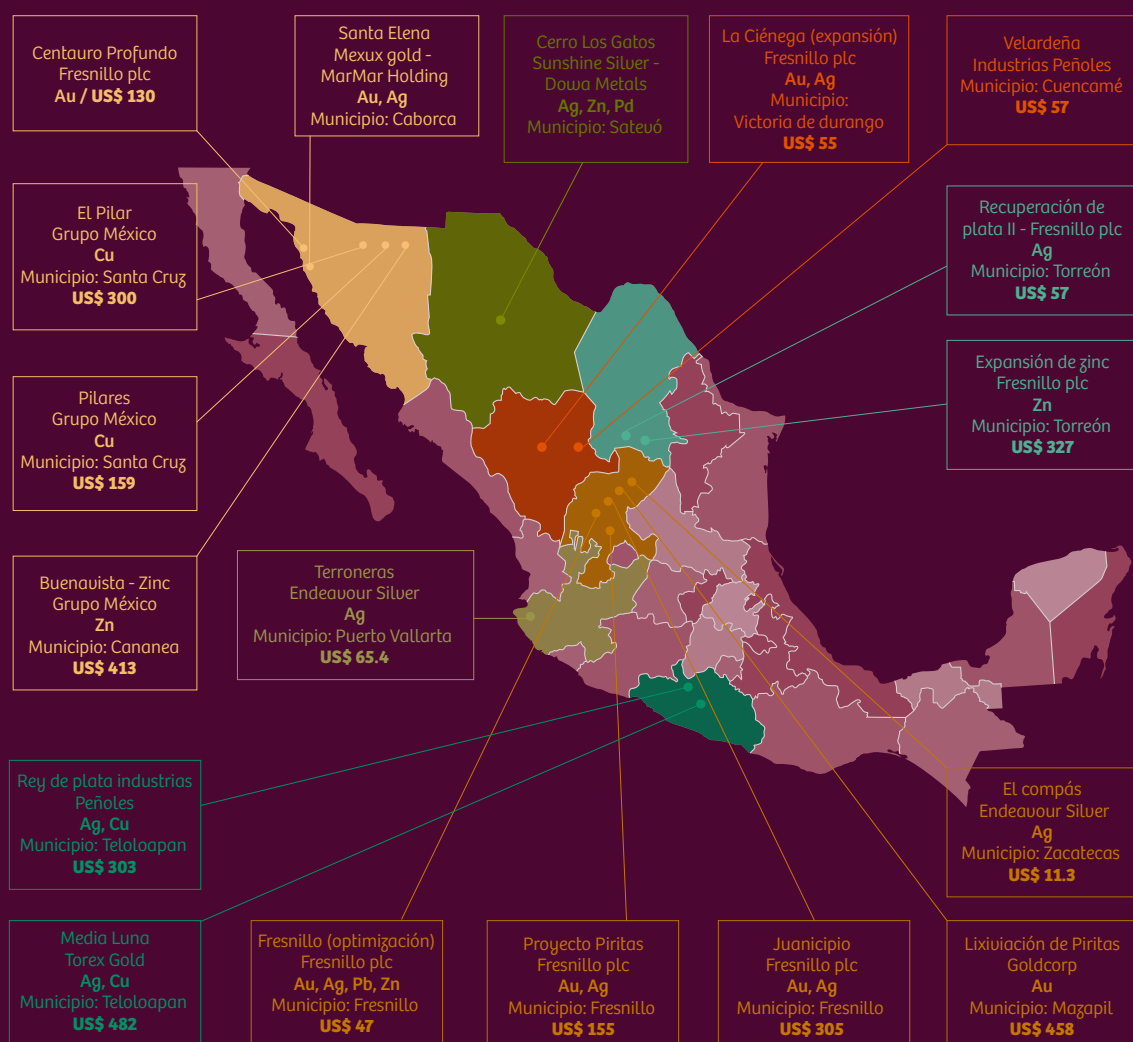 Centauro Profundo
Fresnillo plc
Au / US$ 130
Santa Elena
Mexux gold -
MarMar Holding
Au, Ag
Municipio: Caborca
Cerro Los Gatos
Sunshine Silver -
Dowa Metals
Ag, Zn, Pd
Municipio: Satevó
La Ciénega (expansión)
Fresnillo plc
Au, Ag
Municipio:
Victoria de durango
US$ 55
Velardeña
Industrias Peñoles
Municipio: Cuencamé
US$ 57
El Pilar
Grupo México
Cu
Municipio: Santa Cruz
US$ 300
Recuperación de
plata II - Fresnillo plc
Ag
Municipio: Torreón
US$ 57
Pilares
Grupo México
Cu
Municipio: Santa Cruz
US$ 159
Expansión de zinc
Fresnillo plc
Zn
Municipio: Torreón
US$ 327
Buenavista - Zinc
Grupo México
Zn
Municipio: Cananea
US$ 413
Terroneras
Endeavour Silver
Ag
Municipio: Puerto Vallarta
US$ 65.4
Rey de plata industrias
Peñoles
Ag, Cu
Municipio: Teloloapan
US$ 303
El compás
Endeavour Silver
Ag
Municipio: Zacatecas
US$ 11.3
Media Luna
Torex Gold
Ag, Cu
Municipio: Teloloapan
US$ 482
Fresnillo (optimización)
Fresnillo plc
Au, Ag, Pb, Zn
Municipio: Fresnillo
US$ 47
Proyecto Piritas
Fresnillo plc
Au, Ag
Municipio: Fresnillo
US$ 155
Juanicipio
Fresnillo plc
Au, Ag
Municipio: Fresnillo
US$ 305
Lixiviación de Piritas
Goldcorp
Au
Municipio: Mazapil
US$ 458